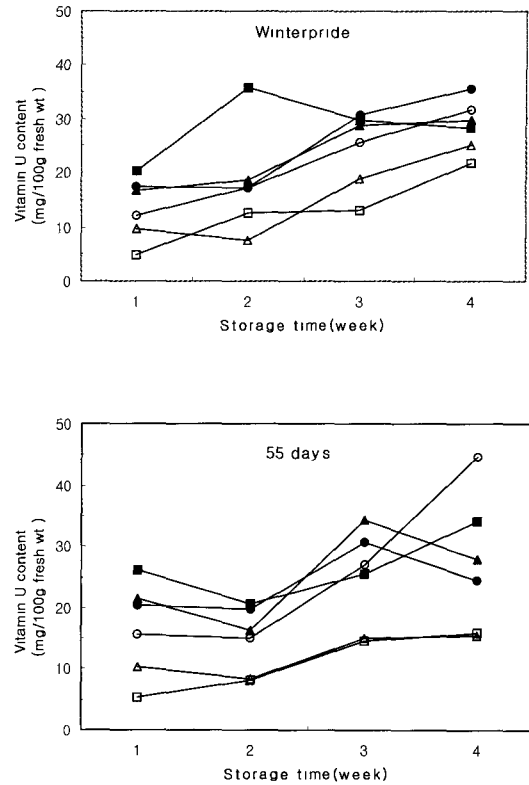 50
Winterpride
40
30
20
10
0
Vitamin U content
(mg/100g fresh wt )
1 2 3 4
Storage time(week)
50
55 days
40
30
20
10
0
Vitamin U content
(mg/100g fresh wt )
1 2 3 4
Storage time(week)